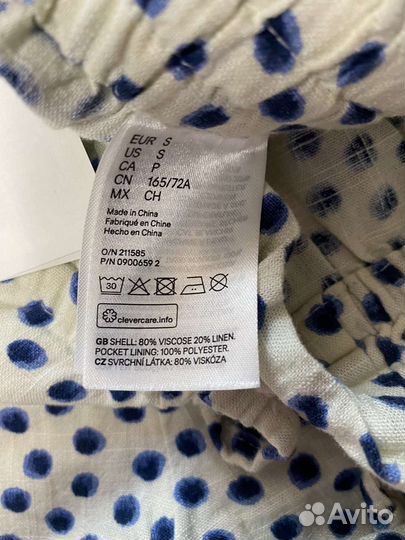 EUR S
US S
CA P
CN 165/72A
MX CH
Made in China
Fabriqué en Chine
Hecho en China
O/N 211585
P/N 0900659 2
30
clevercare.info
GB SHELL: 80% VISCOSE 20% LINEN.
POCKET LINING: 100% POLYESTER.
CZ SVRCHNÍ LÁTKA: 80% VISKÓZA
Avito